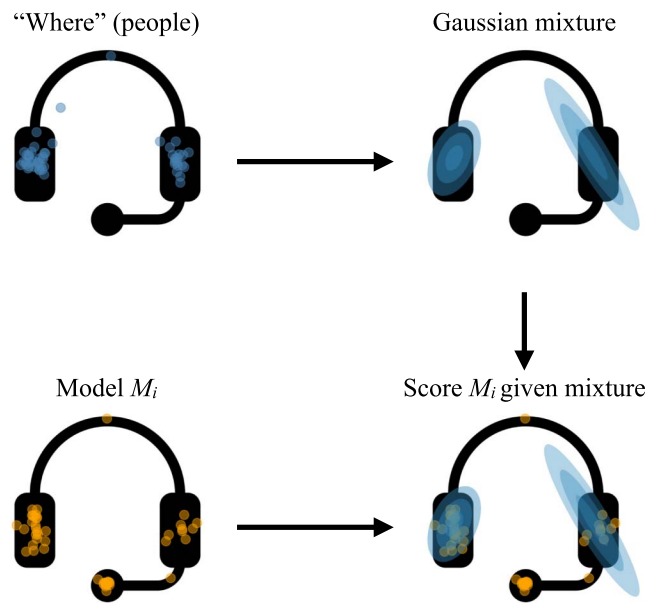 “Where” (people)
Gaussian mixture
Model Mi
Score Mi given mixture